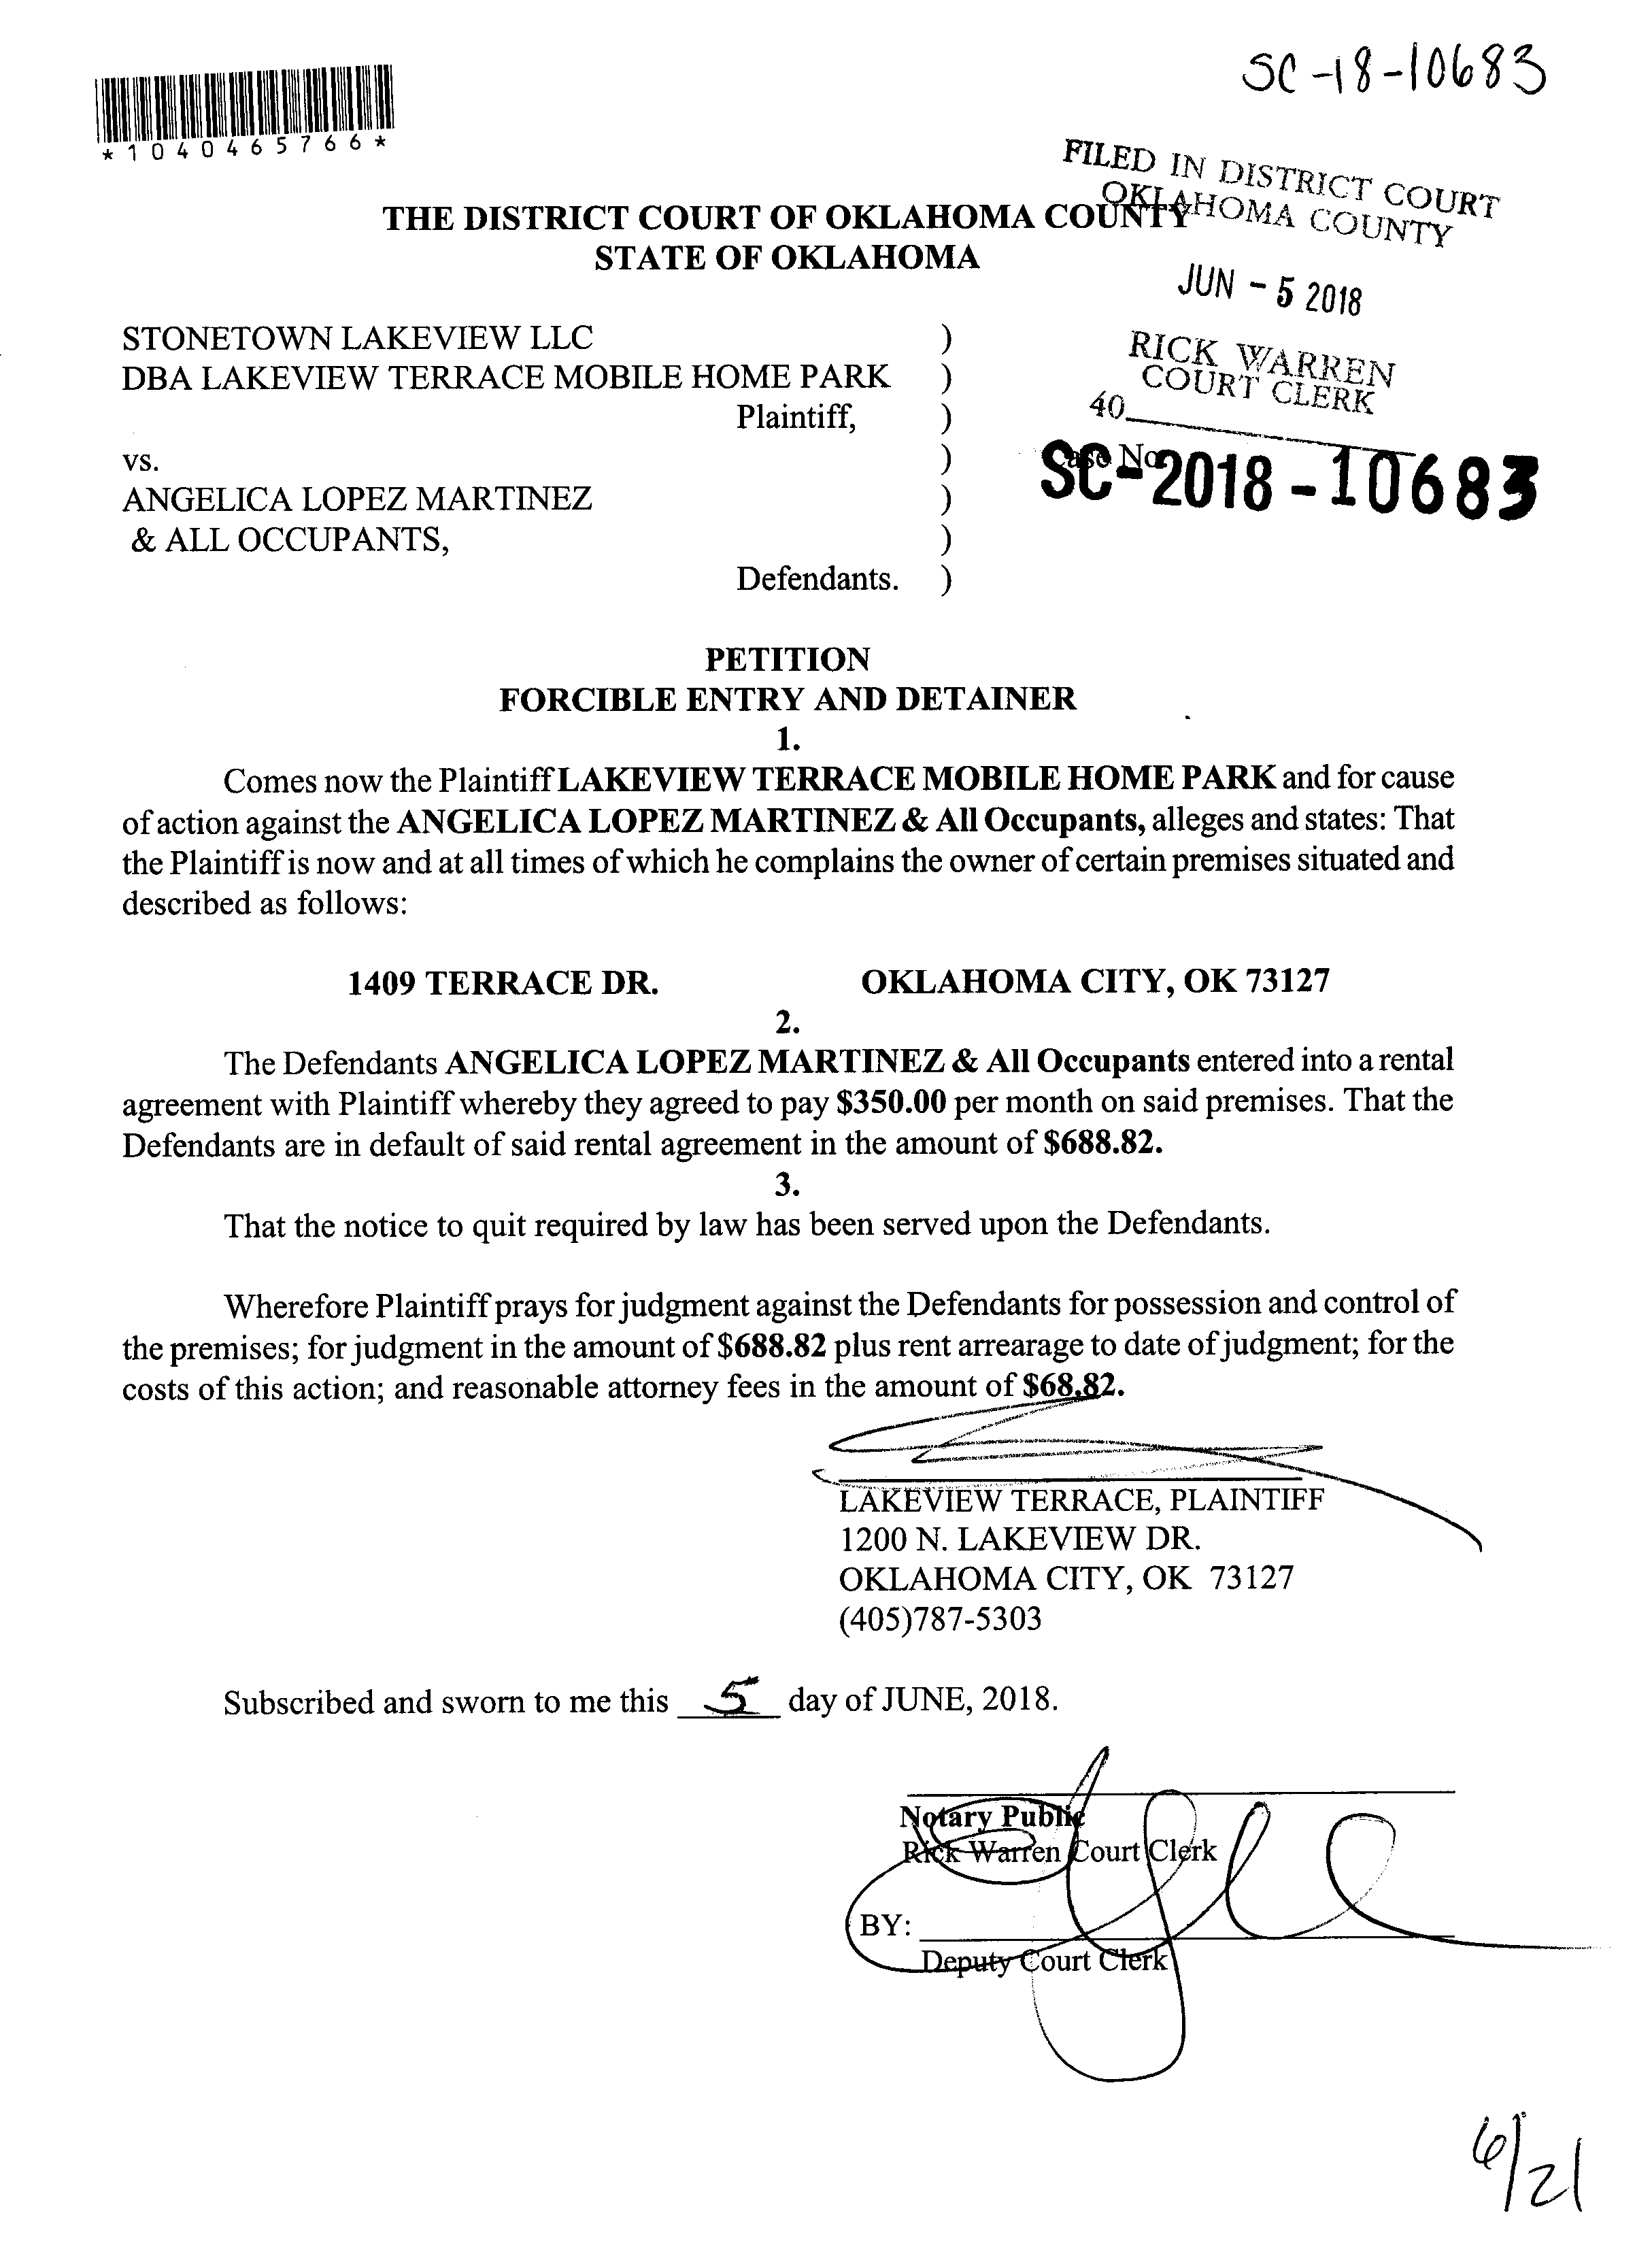 SC-18-10683
*1040465766*
FILED IN DISTRICT COURT
OKLAHOMA COUNTY
THE DISTRICT COURT OF OKLAHOMA COUNTY
STATE OF OKLAHOMA
JUN - 5 2018
STONETOWN LAKEVIEW LLC )
DBA LAKEVIEW TERRACE MOBILE HOME PARK )
Plaintiff, )
RICK WARREN
COURT CLERK
40
vs. )
Case No.
SC-2018-10683
ANGELICA LOPEZ MARTINEZ )
& ALL OCCUPANTS, )
Defendants. )
PETITION
FORCIBLE ENTRY AND DETAINER
1.
Comes now the Plaintiff LAKEVIEW TERRACE MOBILE HOME PARK and for cause
of action against the ANGELICA LOPEZ MARTINEZ & All Occupants, alleges and states: That
the Plaintiff is now and at all times of which he complains the owner of certain premises situated and
described as follows:
1409 TERRACE DR. OKLAHOMA CITY, OK 73127
2.
The Defendants ANGELICA LOPEZ MARTINEZ & All Occupants entered into a rental
agreement with Plaintiff whereby they agreed to pay $350.00 per month on said premises. That the
Defendants are in default of said rental agreement in the amount of $688.82.
3.
That the notice to quit required by law has been served upon the Defendants.
Wherefore Plaintiff prays for judgment against the Defendants for possession and control of
the premises; for judgment in the amount of $688.82 plus rent arrearage to date of judgment; for the
costs of this action; and reasonable attorney fees in the amount of $68.82.
LAKEVIEW TERRACE, PLAINTIFF
1200 N. LAKEVIEW DR.
OKLAHOMA CITY, OK 73127
(405)787-5303
Subscribed and sworn to me this 5 day of JUNE, 2018.
Notary Public
Rick Warren Court Clerk
BY:
Deputy Court Clerk
6/21